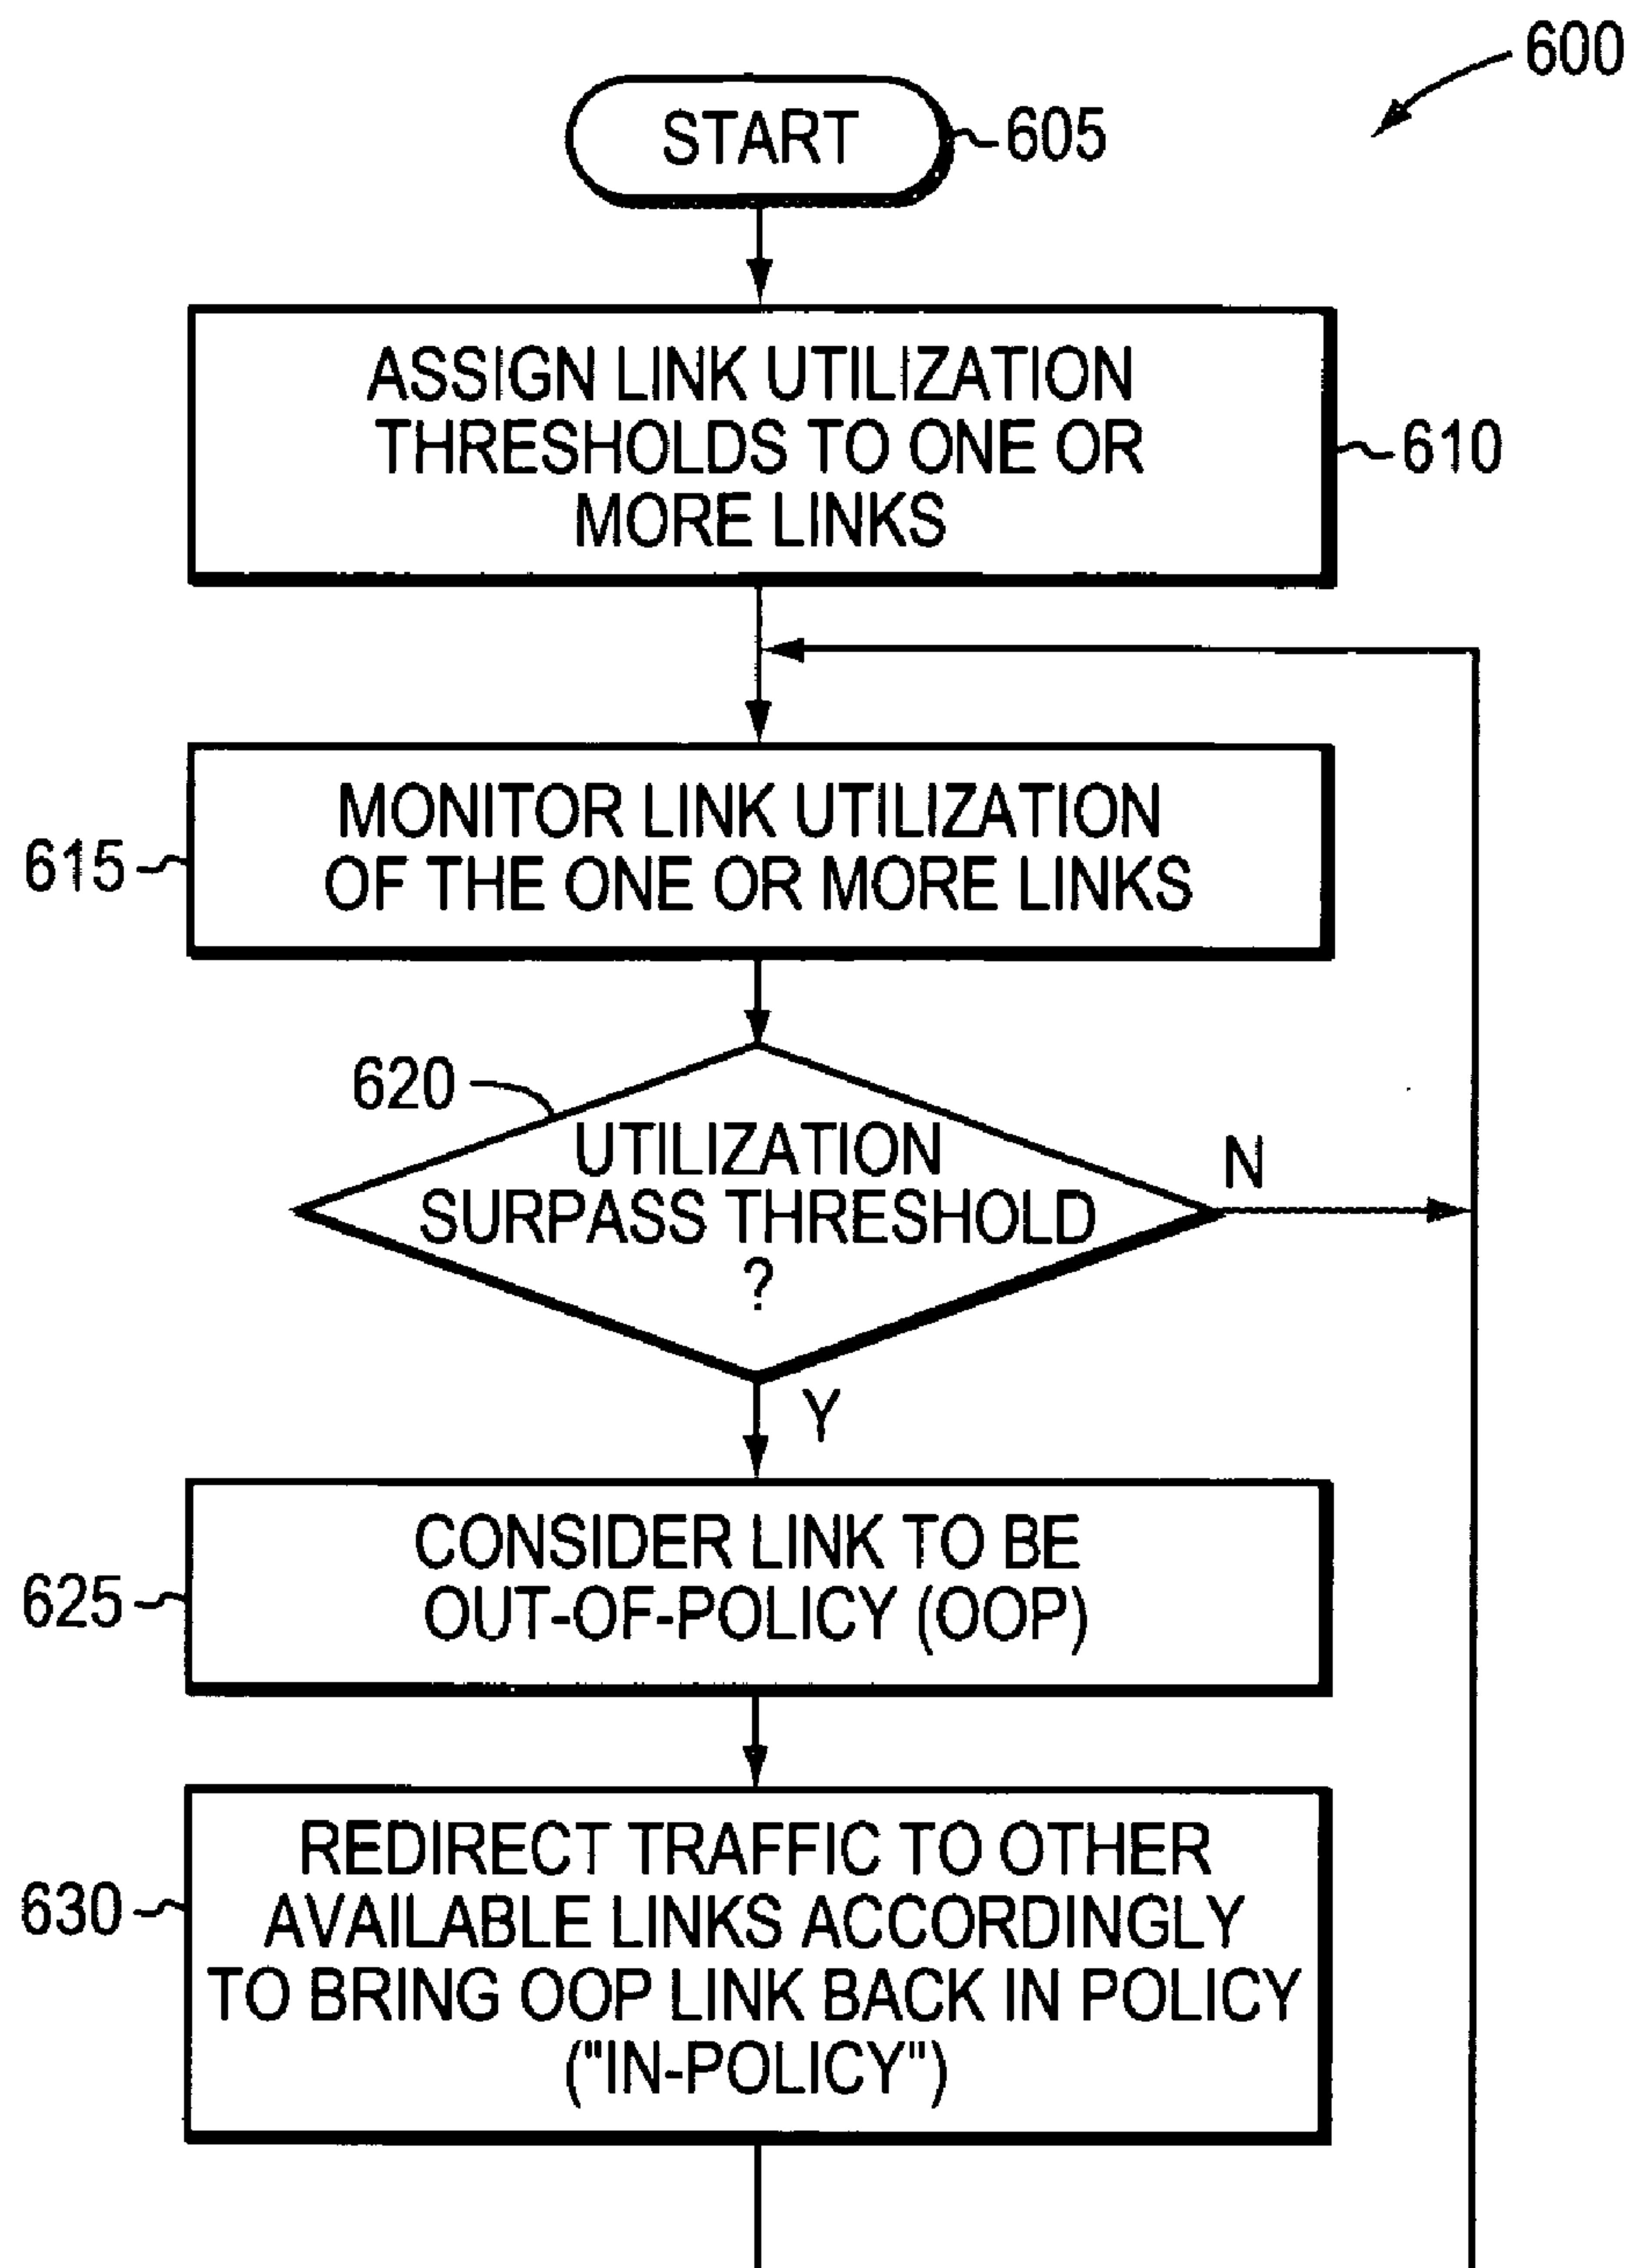 600
START
605
ASSIGN LINK UTILIZATION
THRESHOLDS TO ONE OR
MORE LINKS
610
MONITOR LINK UTILIZATION
OF THE ONE OR MORE LINKS
615
620
UTILIZATION
SURPASS THRESHOLD
?
N
Y
CONSIDER LINK TO BE
OUT-OF-POLICY (OOP)
625
REDIRECT TRAFFIC TO OTHER
AVAILABLE LINKS ACCORDINGLY
TO BRING OOP LINK BACK IN POLICY
("IN-POLICY")
630